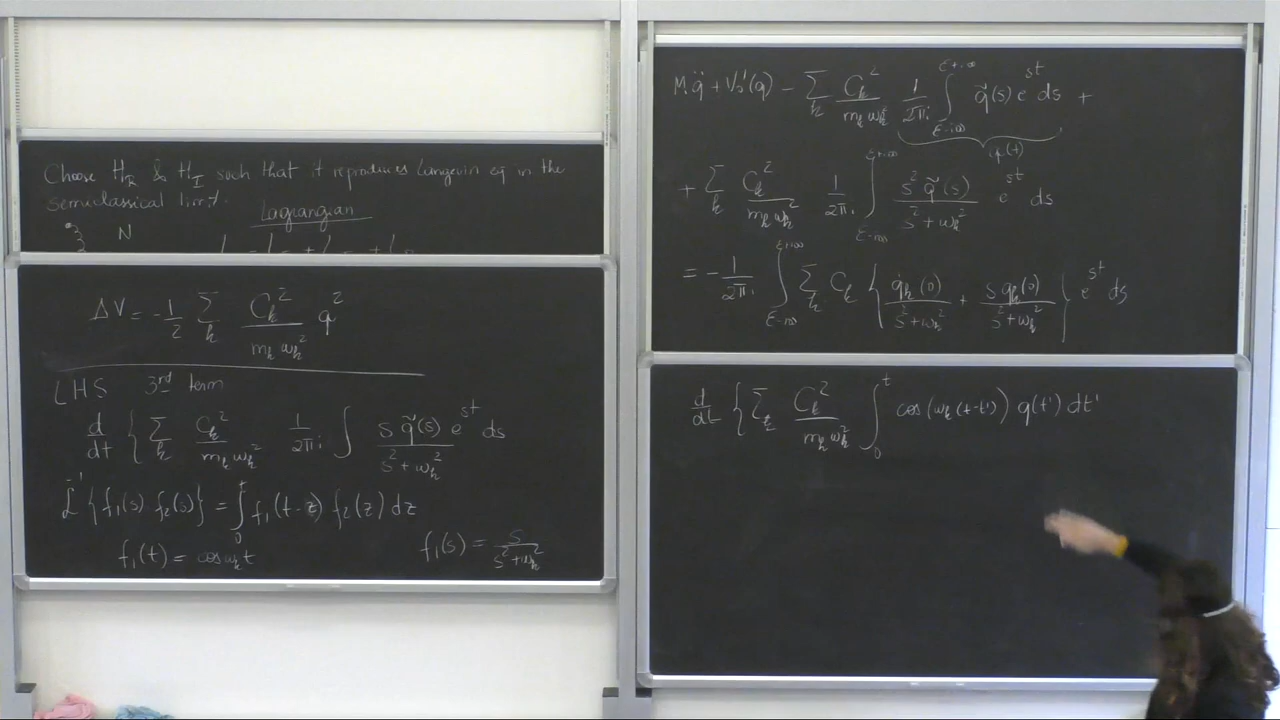 Choose H_R & H_I such that it reproduces Langevin eq in the
semiclassical limit.
Lagrangian
N
ΔV = -1/2 Σ_k C_k^2/(m_k ω_k^2) q^2
LHS 3rd term
d/dt { Σ_k C_k^2/(m_k ω_k^2) 1/(2πi) ∫ s q̃(s) e^{st}/(s^2+ω_k^2) ds
L^{-1} {f_1(s) f_2(s)} = ∫_0^t f_1(t-z) f_2(z) dz
f_1(t) = cos ω_k t f_1(s) = s/(s^2+ω_k^2)
M q̈ + V_0'(q) - Σ_k C_k^2/(m_k ω_k^2) 1/(2πi) ∫_{ε-i∞}^{ε+i∞} q̃(s) e^{st} ds +
q(t)
+ Σ_k C_k^2/(m_k ω_k^2) 1/(2πi) ∫_{ε-i∞}^{ε+i∞} s^2 q̃(s)/(s^2+ω_k^2) e^{st} ds
= - 1/(2πi) ∫_{ε-i∞}^{ε+i∞} Σ_k C_k { q̇_k(0)/(s^2+ω_k^2) + s q_k(0)/(s^2+ω_k^2) } e^{st} ds
d/dt { Σ_k C_k^2/(m_k ω_k^2) ∫_0^t cos(ω_k(t-t')) q(t') dt'